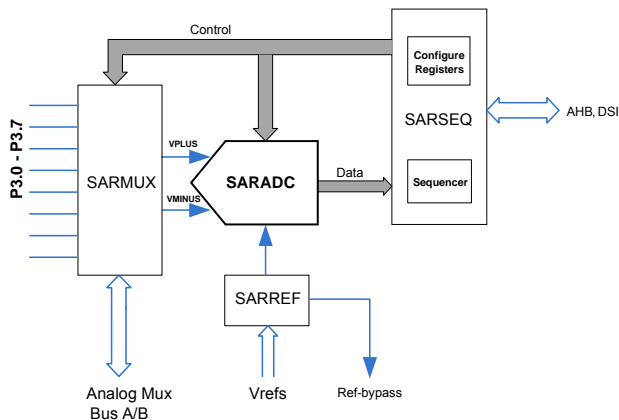 Control
Configure
Registers
SARSEQ
AHB, DSI
P3.0 - P3.7
SARMUX
VPLUS
VMINUS
SARADC
Data
Sequencer
SARREF
Analog Mux
Bus A/B
Vrefs
Ref-bypass